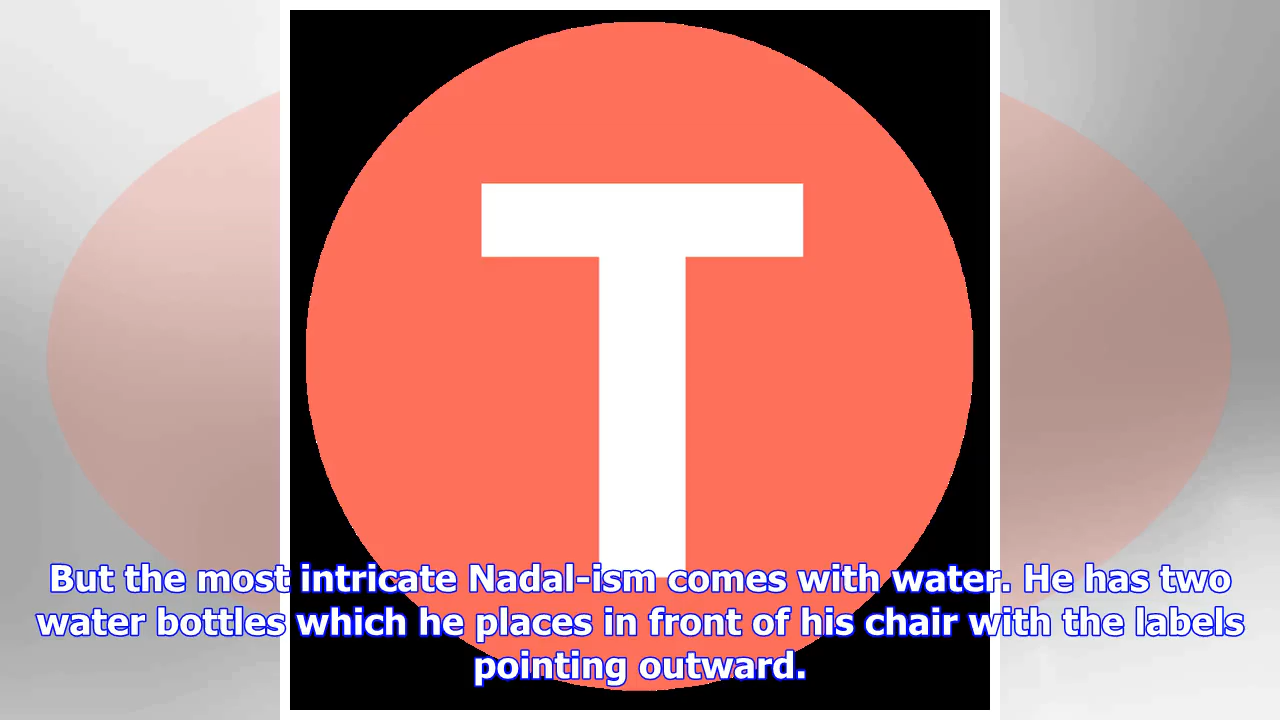 T
But the most intricate Nadal-ism comes with water. He has two
water bottles which he places in front of his chair with the labels
pointing outward.